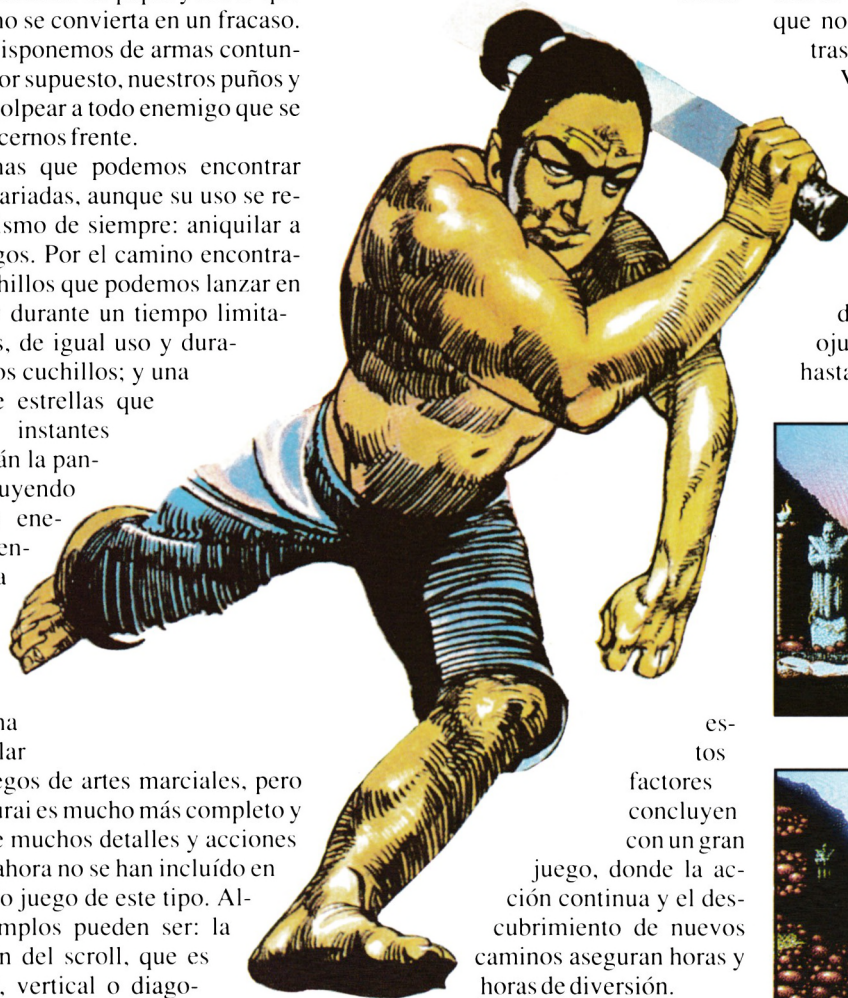 no se convierta en un fracaso.
isponemos de armas contun-
or supuesto, nuestros puños y
olpear a todo enemigo que se
cernos frente.
nas que podemos encontrar
ariadas, aunque su uso se re-
ismo de siempre: aniquilar a
gos. Por el camino encontra-
hillos que podemos lanzar en
durante un tiempo limita-
s, de igual uso y dura-
os cuchillos; y una
e estrellas que
instantes
án la pan-
uyendo
ene-
en-
a
na
lar
egos de artes marciales, pero
urai es mucho más completo y
e muchos detalles y acciones
ahora no se han incluído en
o juego de este tipo. Al-
mplos pueden ser: la
n del scroll, que es
, vertical o diago-
que no
tras
V
d
oju
hasta
es-
tos
factores
concluyen
con un gran
juego, donde la ac-
ción continua y el des-
cubrimiento de nuevos
caminos aseguran horas y
horas de diversión.